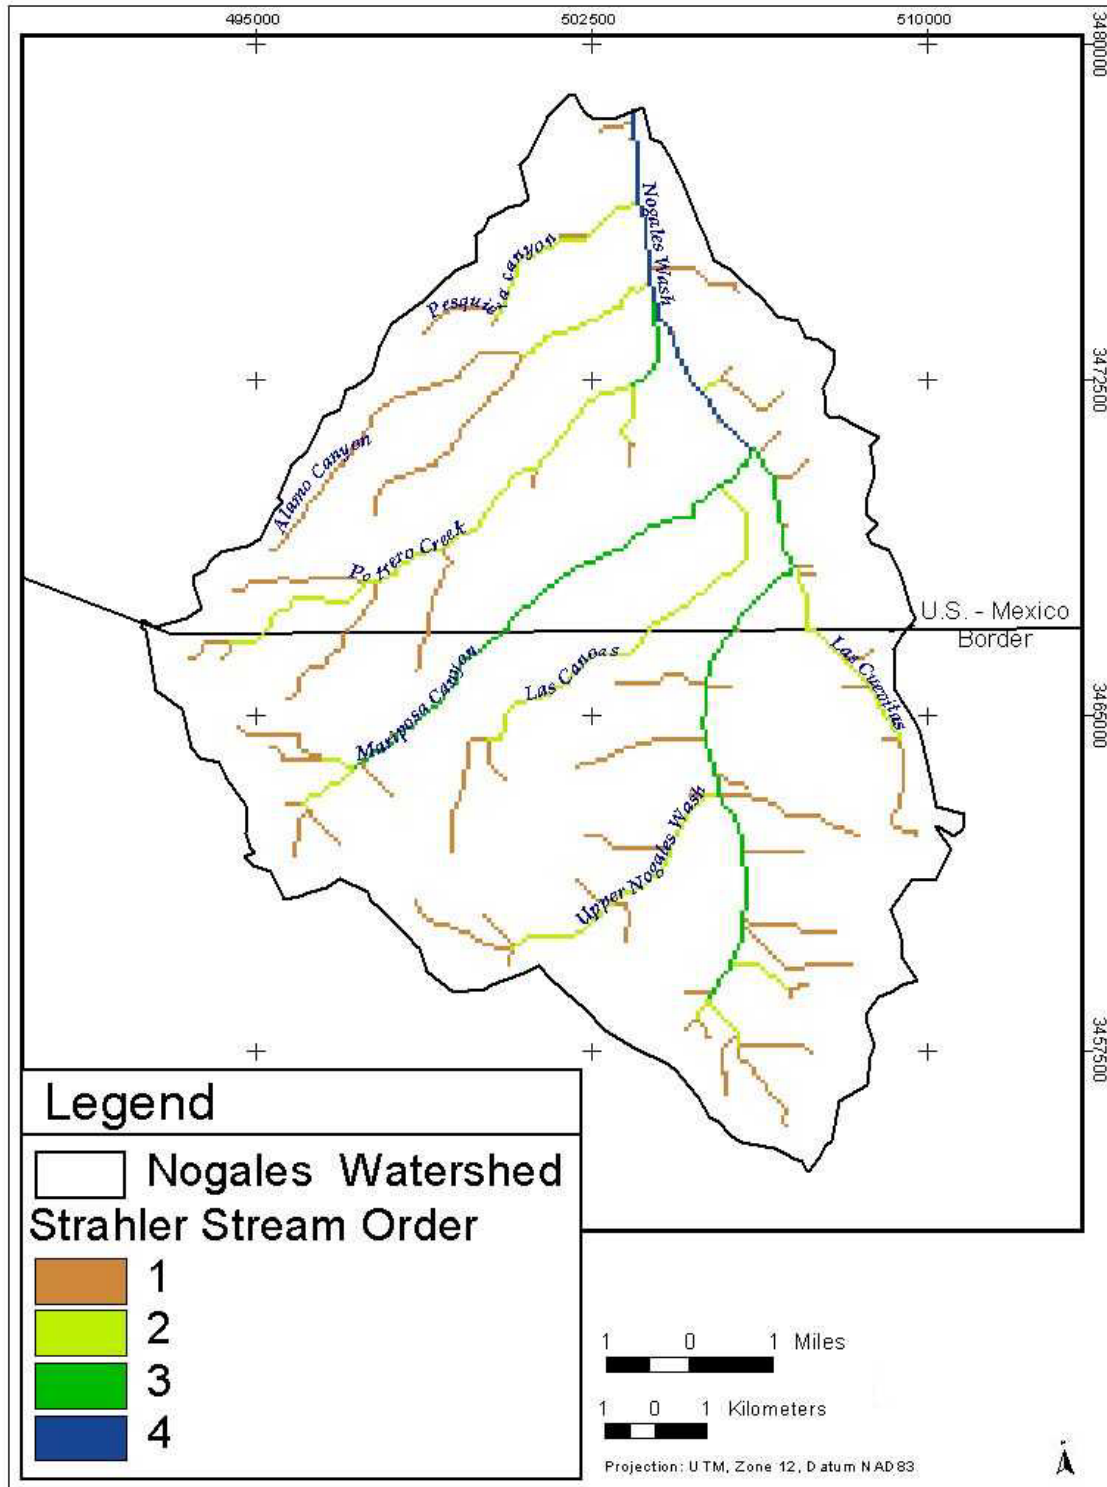 495000 502500 510000
3480000
Nogales Wash
Pesqueira canyon
3472500
Alamo Canyon
Potrero Creek
U.S. - Mexico
Border
Las Cuevitas
Las Canoas
Mariposa Canyon
3465000
Upper Nogales Wash
3457500
Legend
Nogales Watershed
Strahler Stream Order
1
2
3
4
1 0 1 Miles
1 0 1 Kilometers
Projection: UTM, Zone 12, Datum NAD83